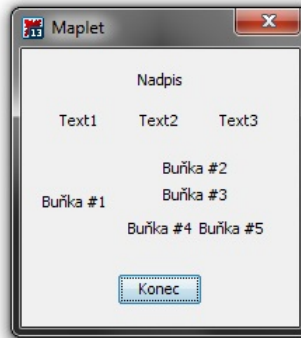 Maplet
Nadpis
Text1 Text2 Text3
Buňka #2
Buňka #3
Buňka #1
Buňka #4 Buňka #5
Konec